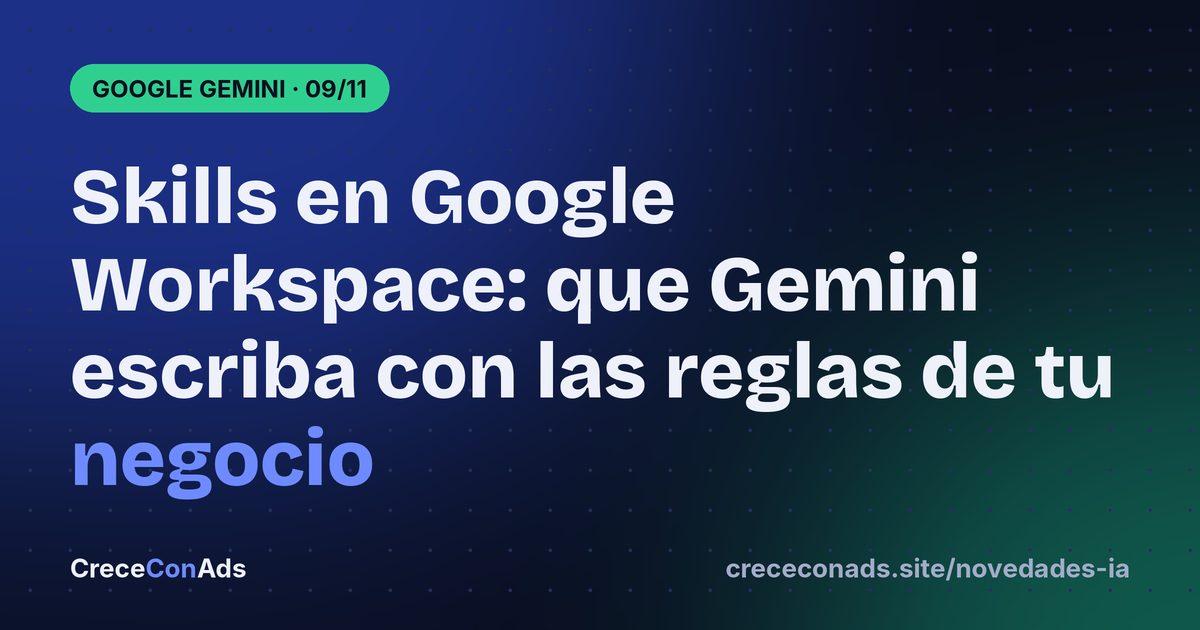 GOOGLE GEMINI · 09/11
Skills en Google
Workspace: que Gemini
escriba con las reglas de tu
negocio
CreceConAds
crececonads.site/novedades-ia